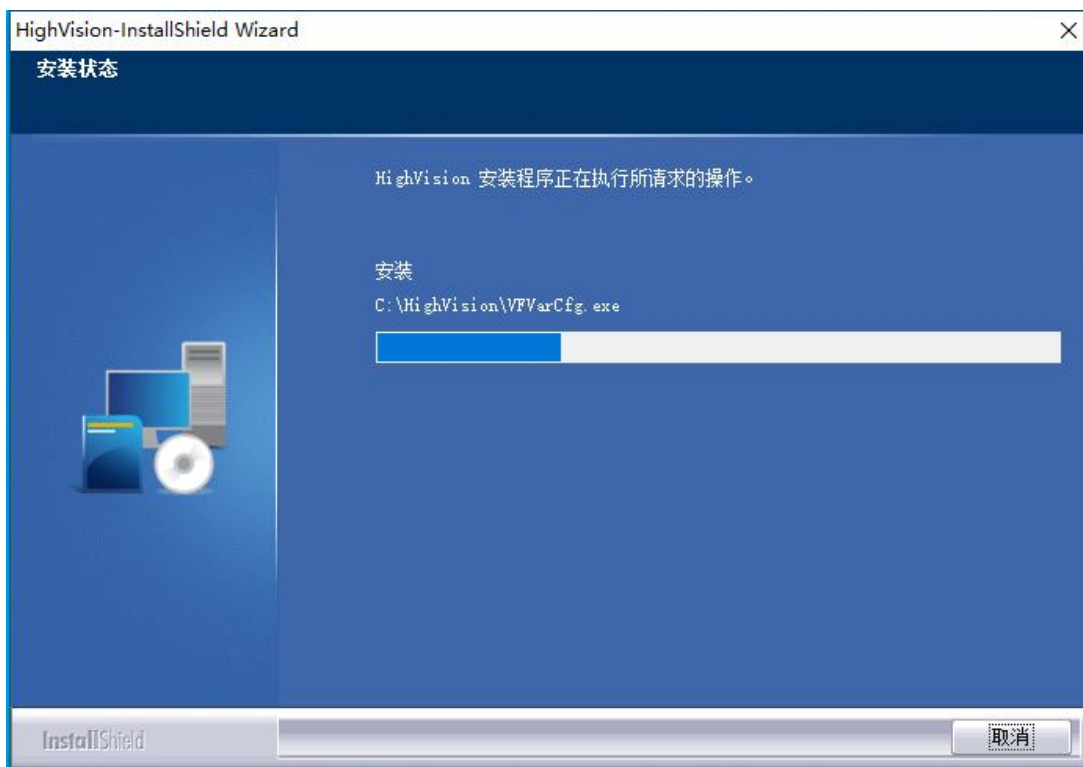 HighVision-InstallShield Wizard
安装状态
HighVision 安装程序正在执行所请求的操作。
安装
C:\HighVision\VFVarCfg.exe
InstallShield
取消